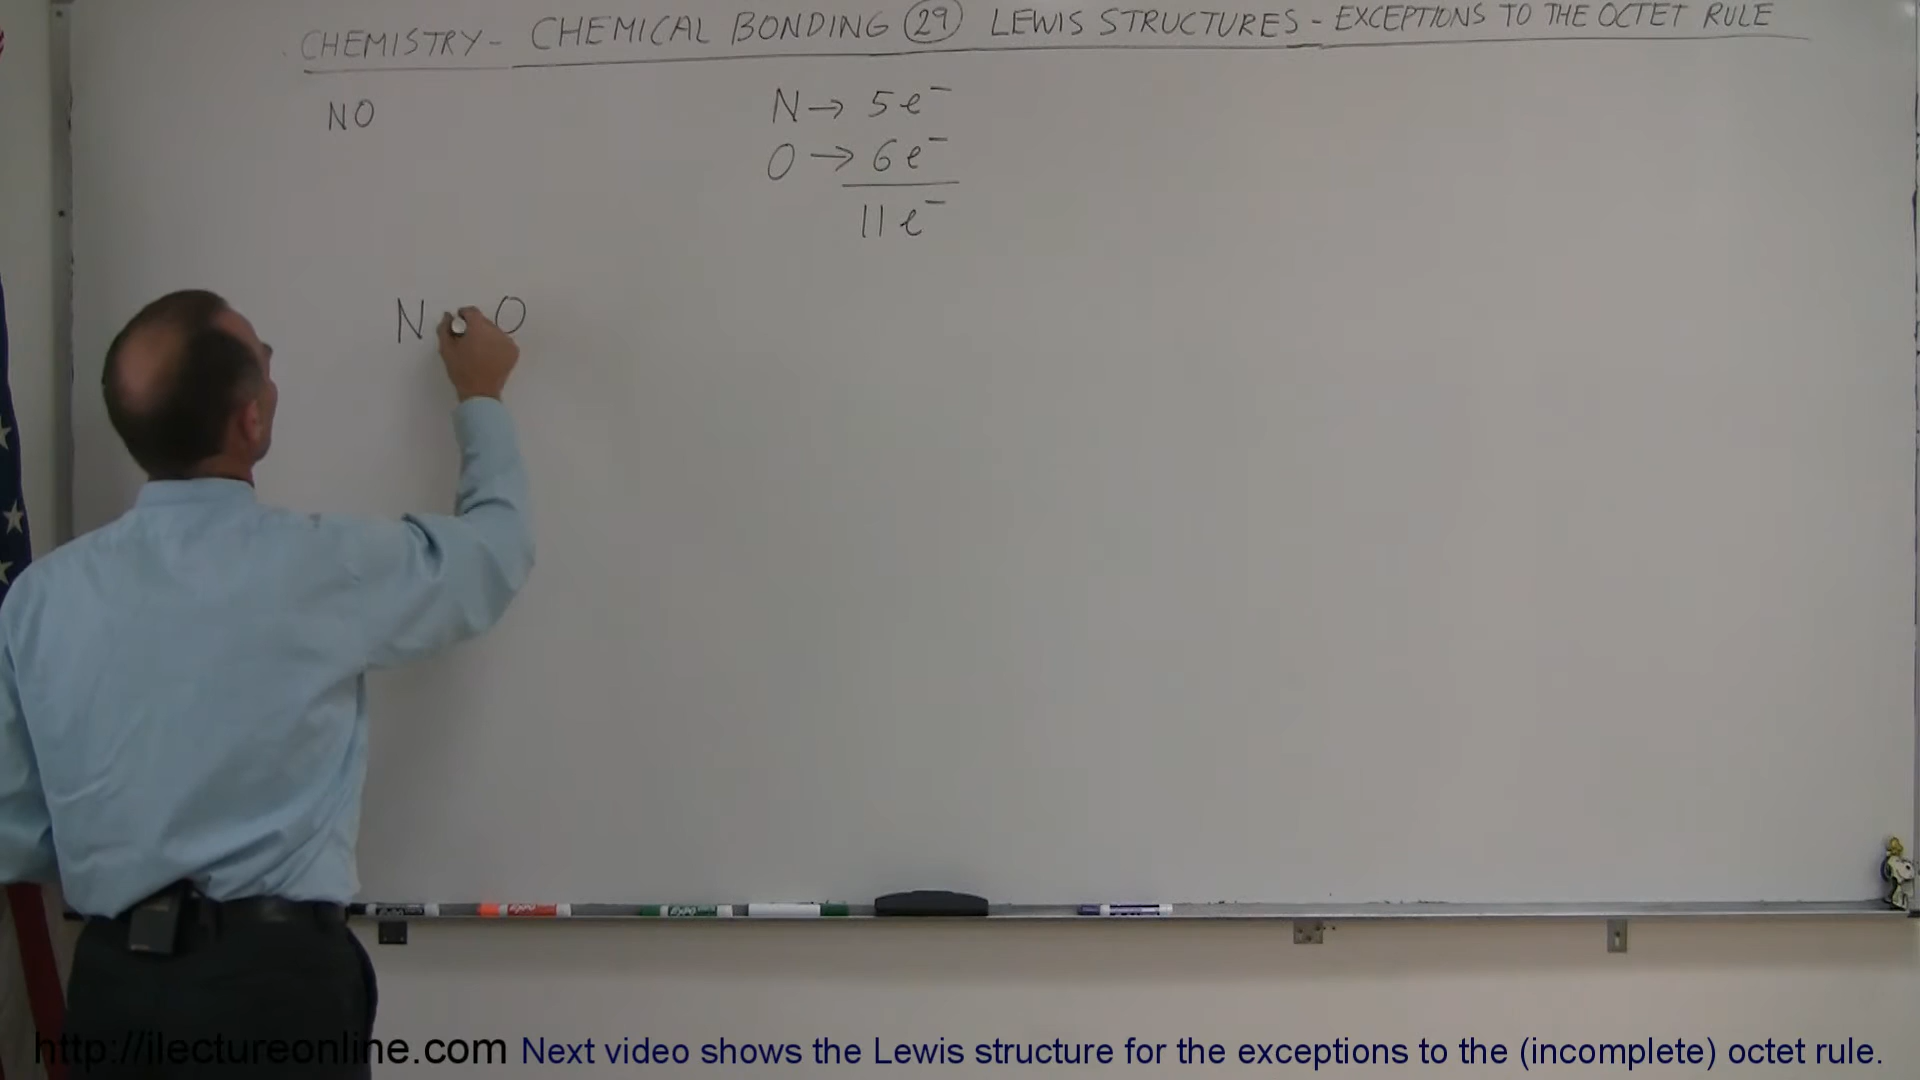 CHEMISTRY - CHEMICAL BONDING 29 LEWIS STRUCTURES - EXCEPTIONS TO THE OCTET RULE
NO
N → 5e⁻
O → 6e⁻
11e⁻
N O
http://ilectureonline.com Next video shows the Lewis structure for the exceptions to the (incomplete) octet rule.